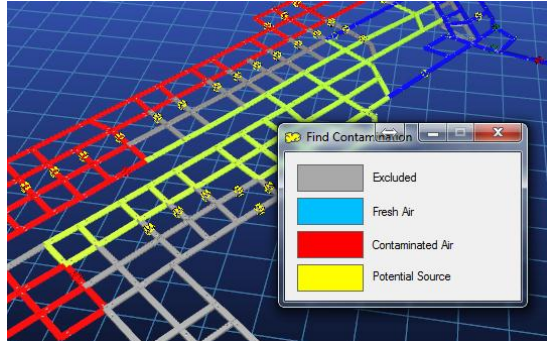 Find Contamination
Excluded
Fresh Air
Contaminated Air
Potential Source